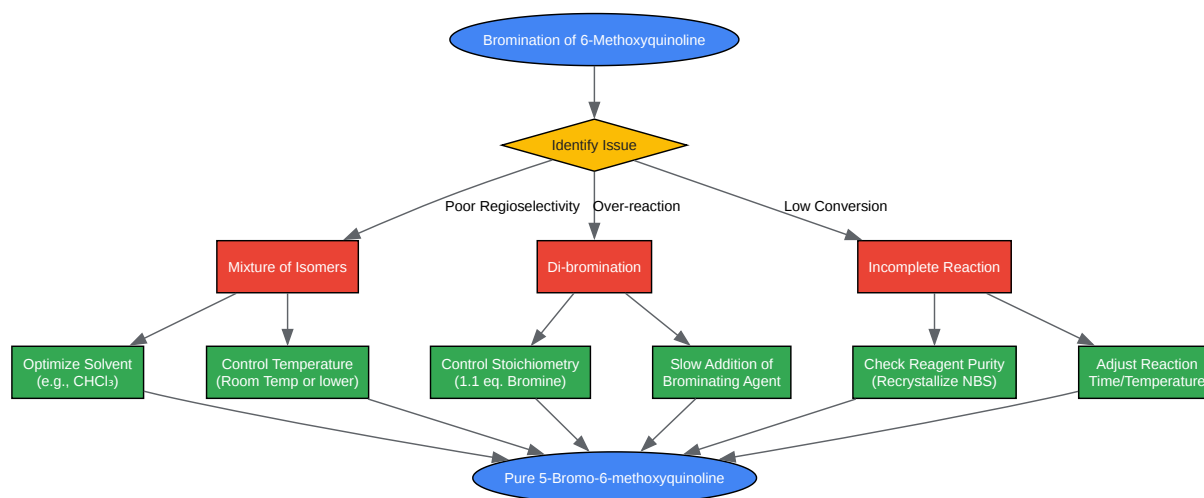 Bromination of 6-Methoxyquinoline
Identify Issue
Poor Regioselectivity
Over-reaction
Low Conversion
Mixture of Isomers
Di-bromination
Incomplete Reaction
Optimize Solvent
(e.g., CHCl₃)
Control Temperature
(Room Temp or lower)
Control Stoichiometry
(1.1 eq. Bromine)
Slow Addition of
Brominating Agent
Check Reagent Purity
(Recrystallize NBS)
Adjust Reaction
Time/Temperature
Pure 5-Bromo-6-methoxyquinoline